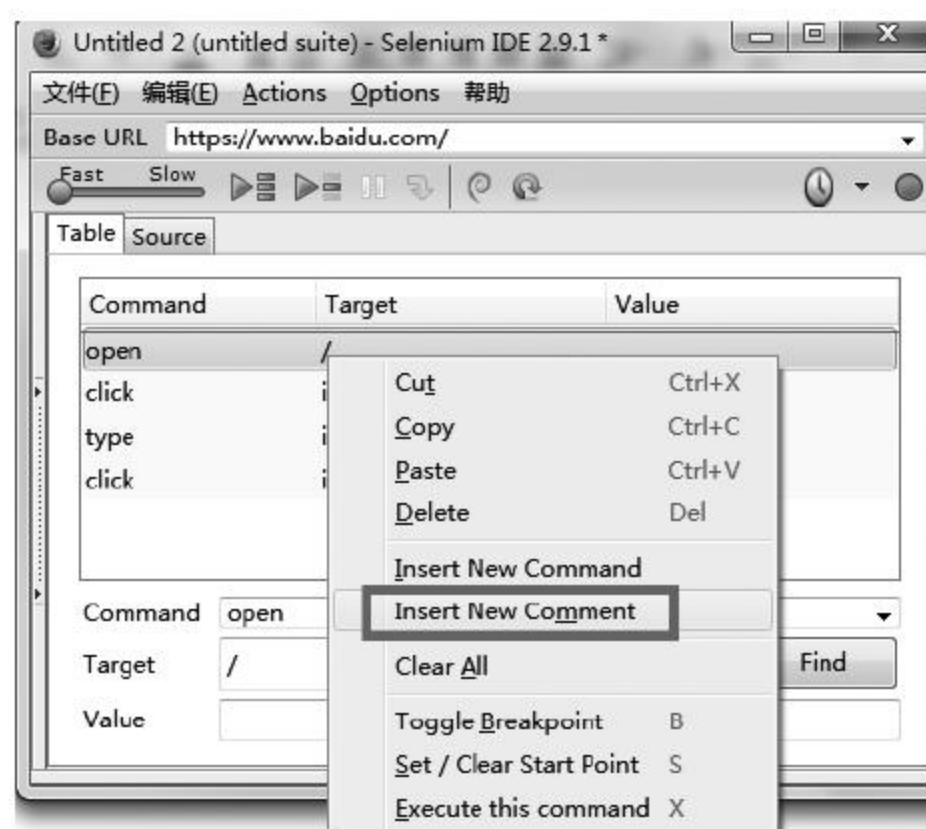 Untitled 2 (untitled suite) - Selenium IDE 2.9.1 *
文件(F) 编辑(E) Actions Options 帮助
Base URL https://www.baidu.com/
Fast Slow
Table Source
Command Target Value
open /
click i
type i
click i
Cut Ctrl+X
Copy Ctrl+C
Paste Ctrl+V
Delete Del
Insert New Command
Insert New Comment
Clear All
Toggle Breakpoint B
Set / Clear Start Point S
Execute this command X
Command open
Target / Find
Value